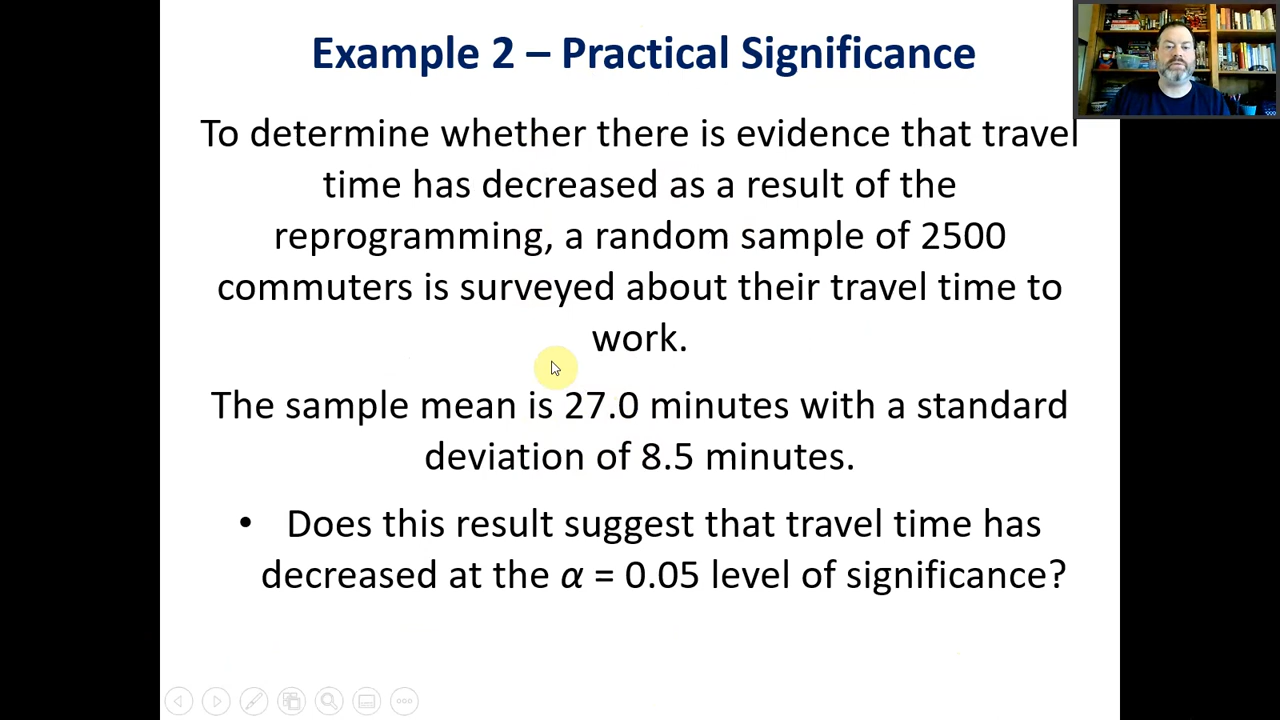 Example 2 – Practical Significance
To determine whether there is evidence that travel
time has decreased as a result of the
reprogramming, a random sample of 2500
commuters is surveyed about their travel time to
work.
The sample mean is 27.0 minutes with a standard
deviation of 8.5 minutes.
• Does this result suggest that travel time has
decreased at the α = 0.05 level of significance?